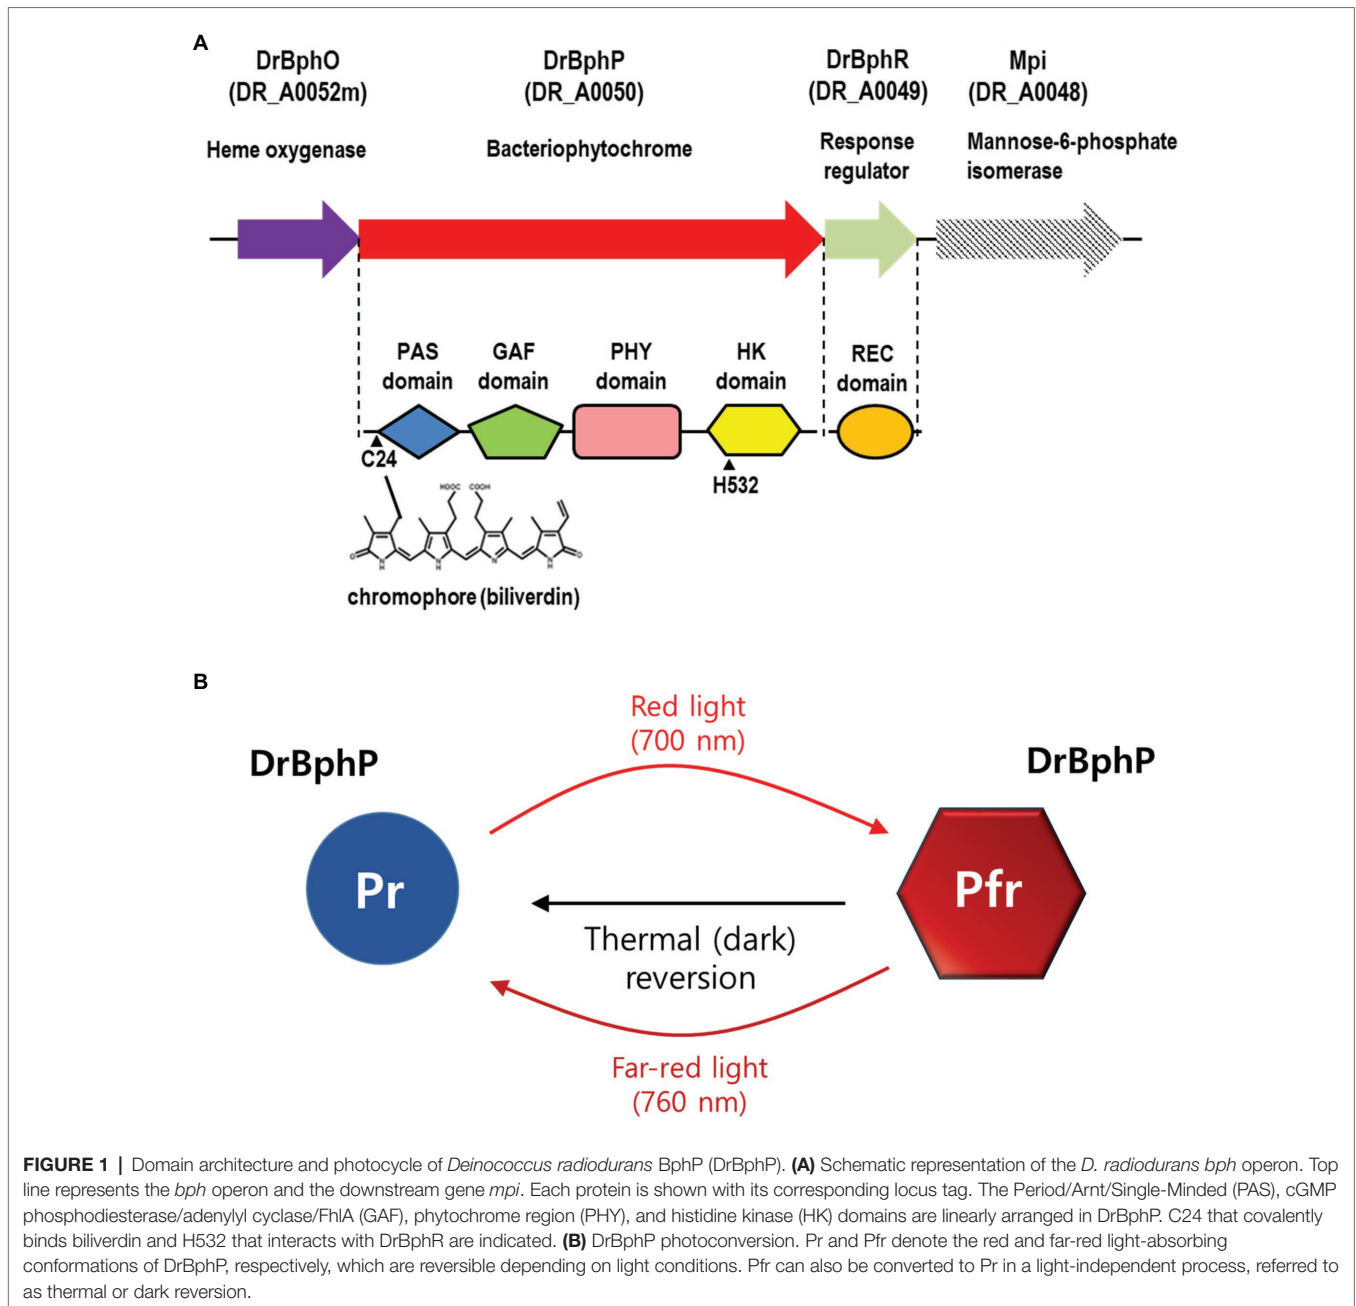 A
DrBphO
(DR_A0052m)
DrBphP
(DR_A0050)
DrBphR
(DR_A0049)
Mpi
(DR_A0048)
Heme oxygenase
Bacteriophytochrome
Response
regulator
Mannose-6-phosphate
isomerase
PAS
domain
GAF
domain
PHY
domain
HK
domain
REC
domain
C24
H532
HOOC COOH
O
N
H
N
H
N
N
H
O
chromophore (biliverdin)
B
Red light
(700 nm)
DrBphP
DrBphP
Pr
Pfr
Thermal (dark)
reversion
Far-red light
(760 nm)
FIGURE 1 | Domain architecture and photocycle of Deinococcus radiodurans BphP (DrBphP). (A) Schematic representation of the D. radiodurans bph operon. Top
line represents the bph operon and the downstream gene mpi. Each protein is shown with its corresponding locus tag. The Period/Arnt/Single-Minded (PAS), cGMP
phosphodiesterase/adenylyl cyclase/FhlA (GAF), phytochrome region (PHY), and histidine kinase (HK) domains are linearly arranged in DrBphP. C24 that covalently
binds biliverdin and H532 that interacts with DrBphR are indicated. (B) DrBphP photoconversion. Pr and Pfr denote the red and far-red light-absorbing
conformations of DrBphP, respectively, which are reversible depending on light conditions. Pfr can also be converted to Pr in a light-independent process, referred to
as thermal or dark reversion.